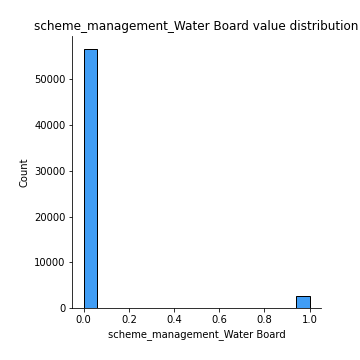 scheme_management_Water Board value distribution
50000
40000
30000
20000
10000
0
Count
0.0 0.2 0.4 0.6 0.8 1.0
scheme_management_Water Board